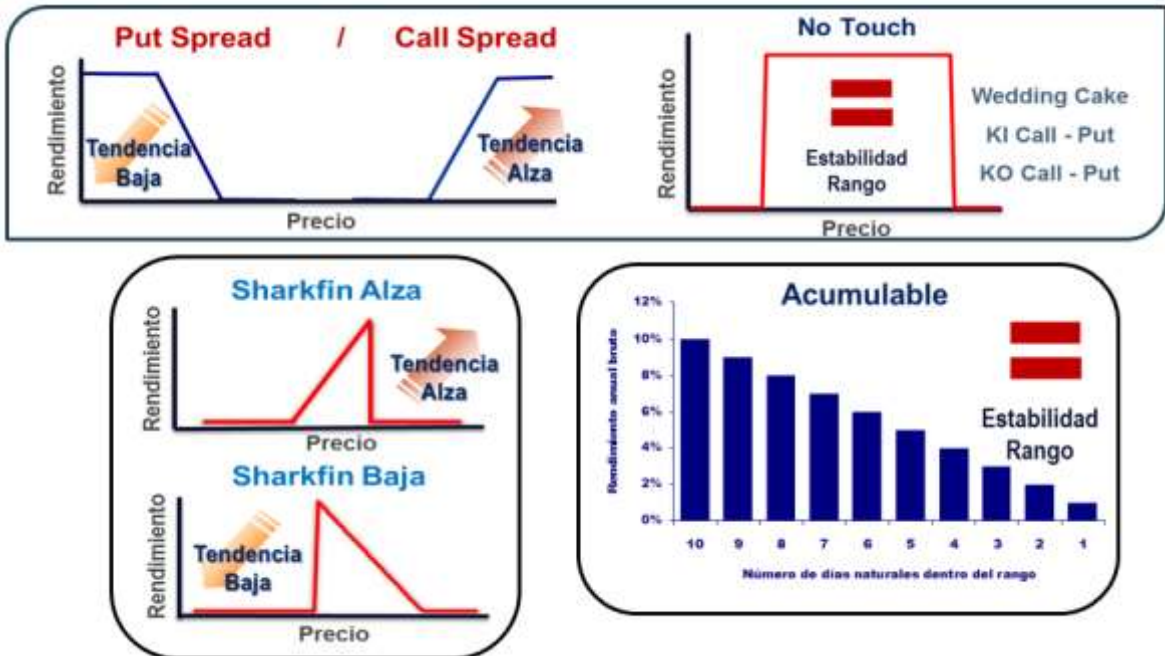 Put Spread / Call Spread
Rendimiento
Tendencia
Baja
Tendencia
Alza
Precio
No Touch
Rendimiento
Estabilidad
Rango
Precio
Wedding Cake
KI Call - Put
KO Call - Put
Sharkfin Alza
Rendimiento
Tendencia
Alza
Precio
Sharkfin Baja
Rendimiento
Tendencia
Baja
Precio
Acumulable
Rendimiento anual bruto
12%
10%
8%
6%
4%
2%
0%
10 9 8 7 6 5 4 3 2 1
Número de días naturales dentro del rango
Estabilidad
Rango